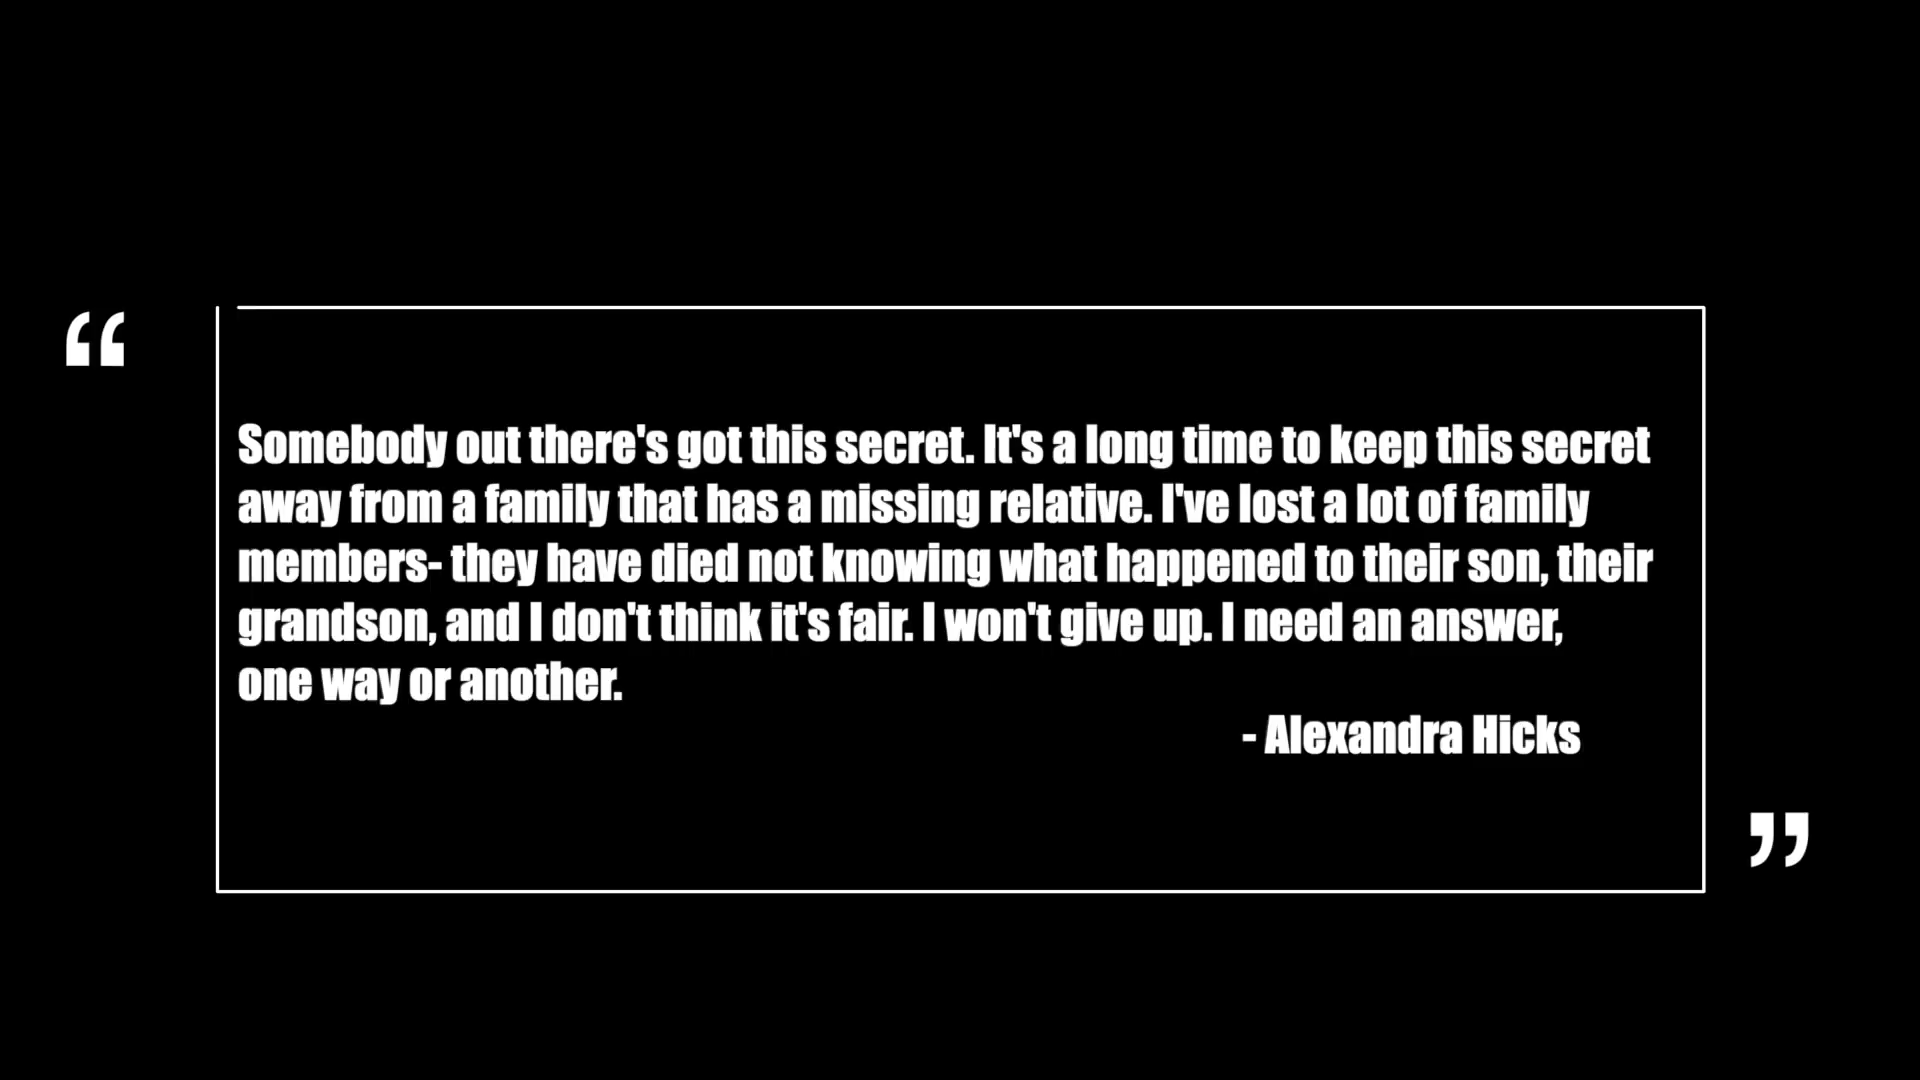 “
Somebody out there's got this secret. It's a long time to keep this secret
away from a family that has a missing relative. I've lost a lot of family
members- they have died not knowing what happened to their son, their
grandson, and I don't think it's fair. I won't give up. I need an answer,
one way or another.
- Alexandra Hicks
”